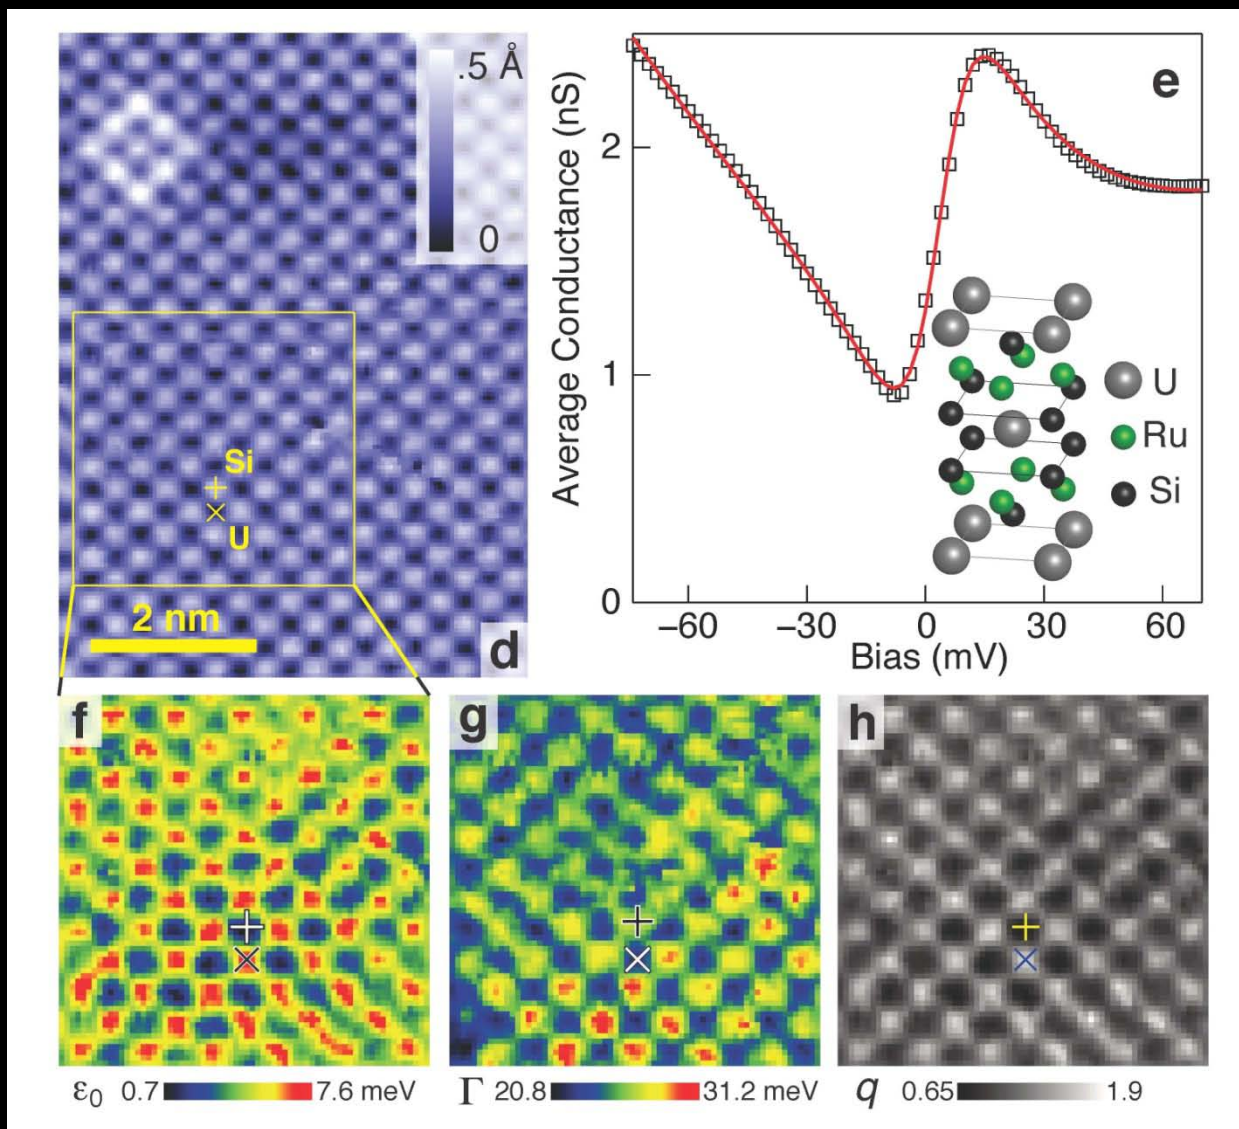 .5 Å
0
Si
U
2 nm
d
e
Average Conductance (nS)
2
1
0
−60
−30
0
30
60
Bias (mV)
U
Ru
Si
f
g
h
ε₀ 0.7 7.6 meV
Γ 20.8 31.2 meV
q 0.65 1.9